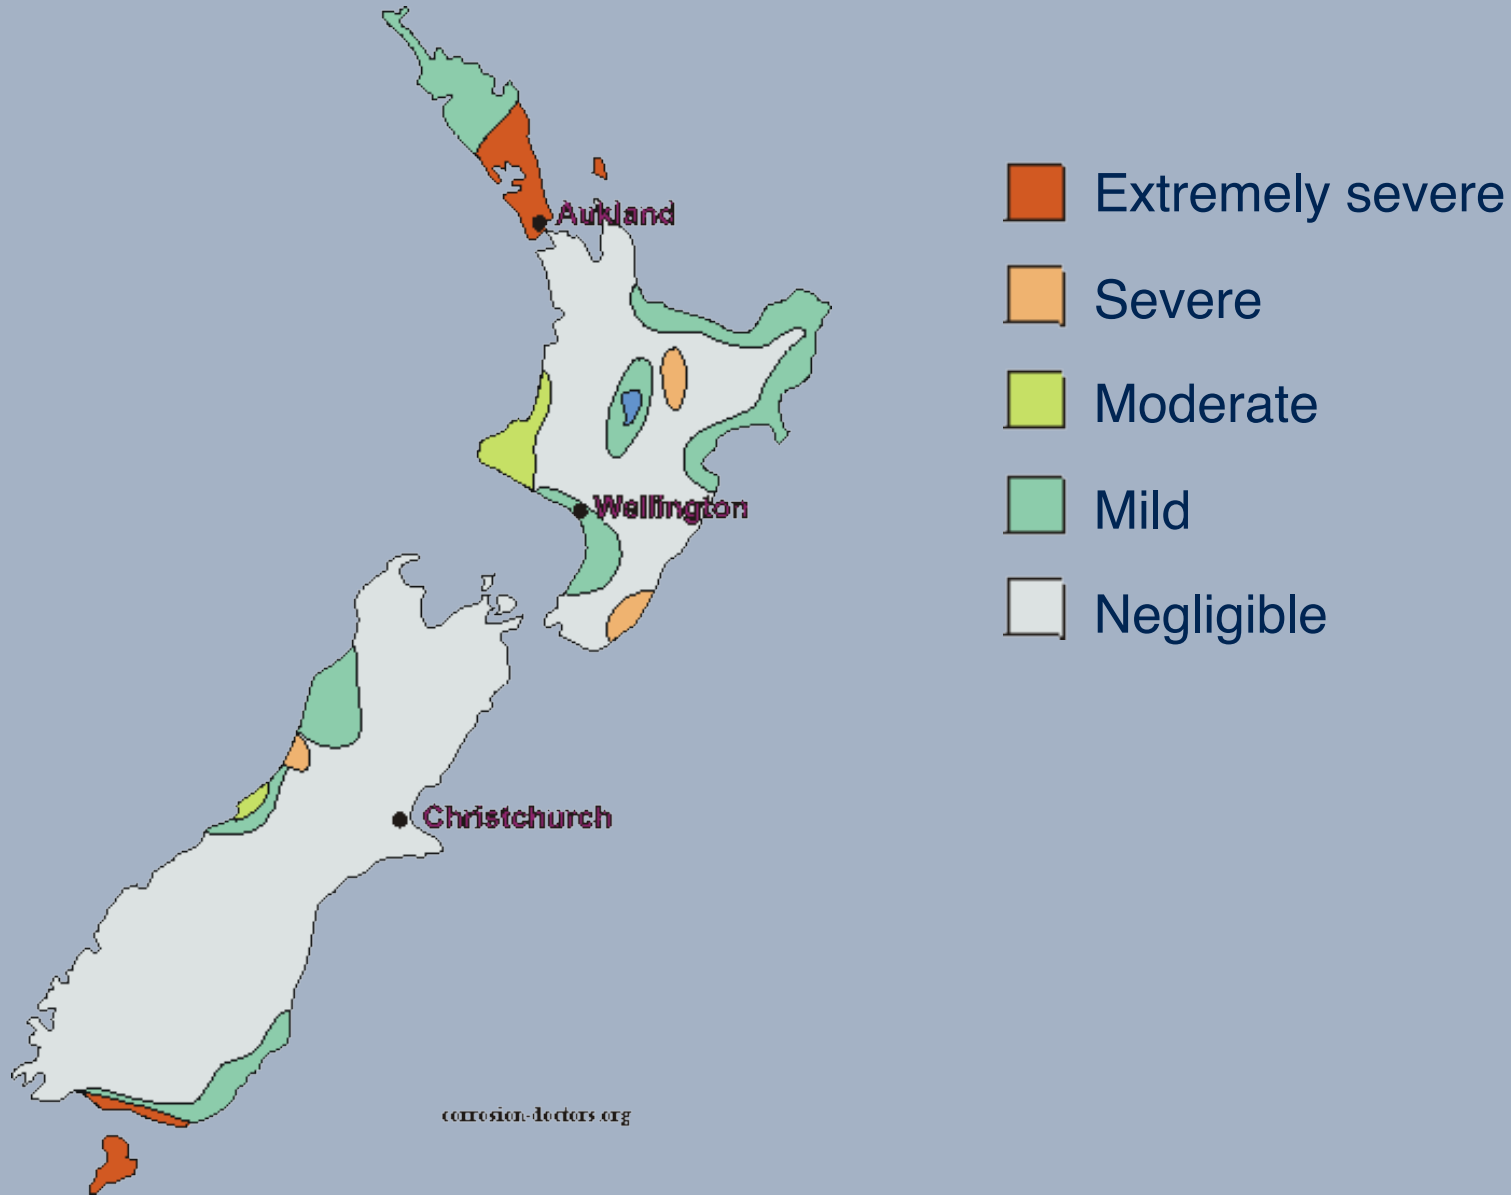 Aukland
Extremely severe
Severe
Moderate
Wellington
Mild
Negligible
Christchurch
corrosion-doctors.org